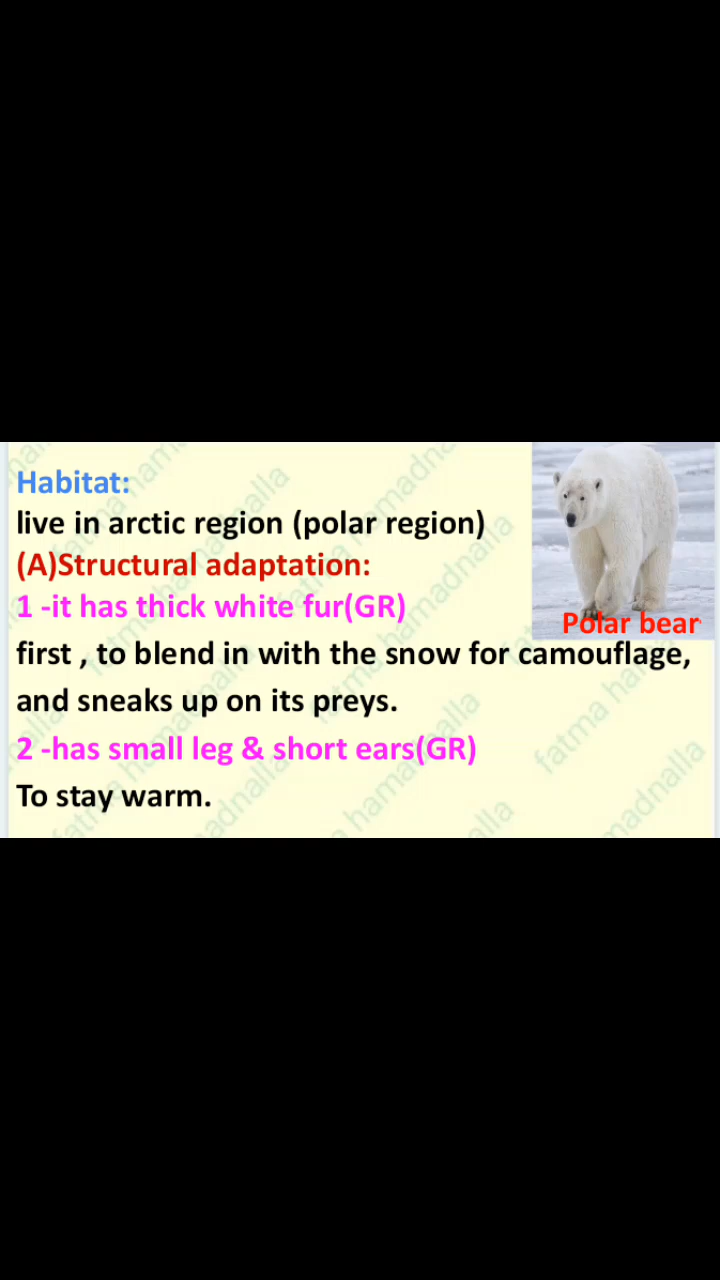 Habitat:
live in arctic region (polar region)
(A)Structural adaptation:
1 -it has thick white fur(GR)
Polar bear
first , to blend in with the snow for camouflage,
and sneaks up on its preys.
2 -has small leg & short ears(GR)
To stay warm.
fatma hamadnalla